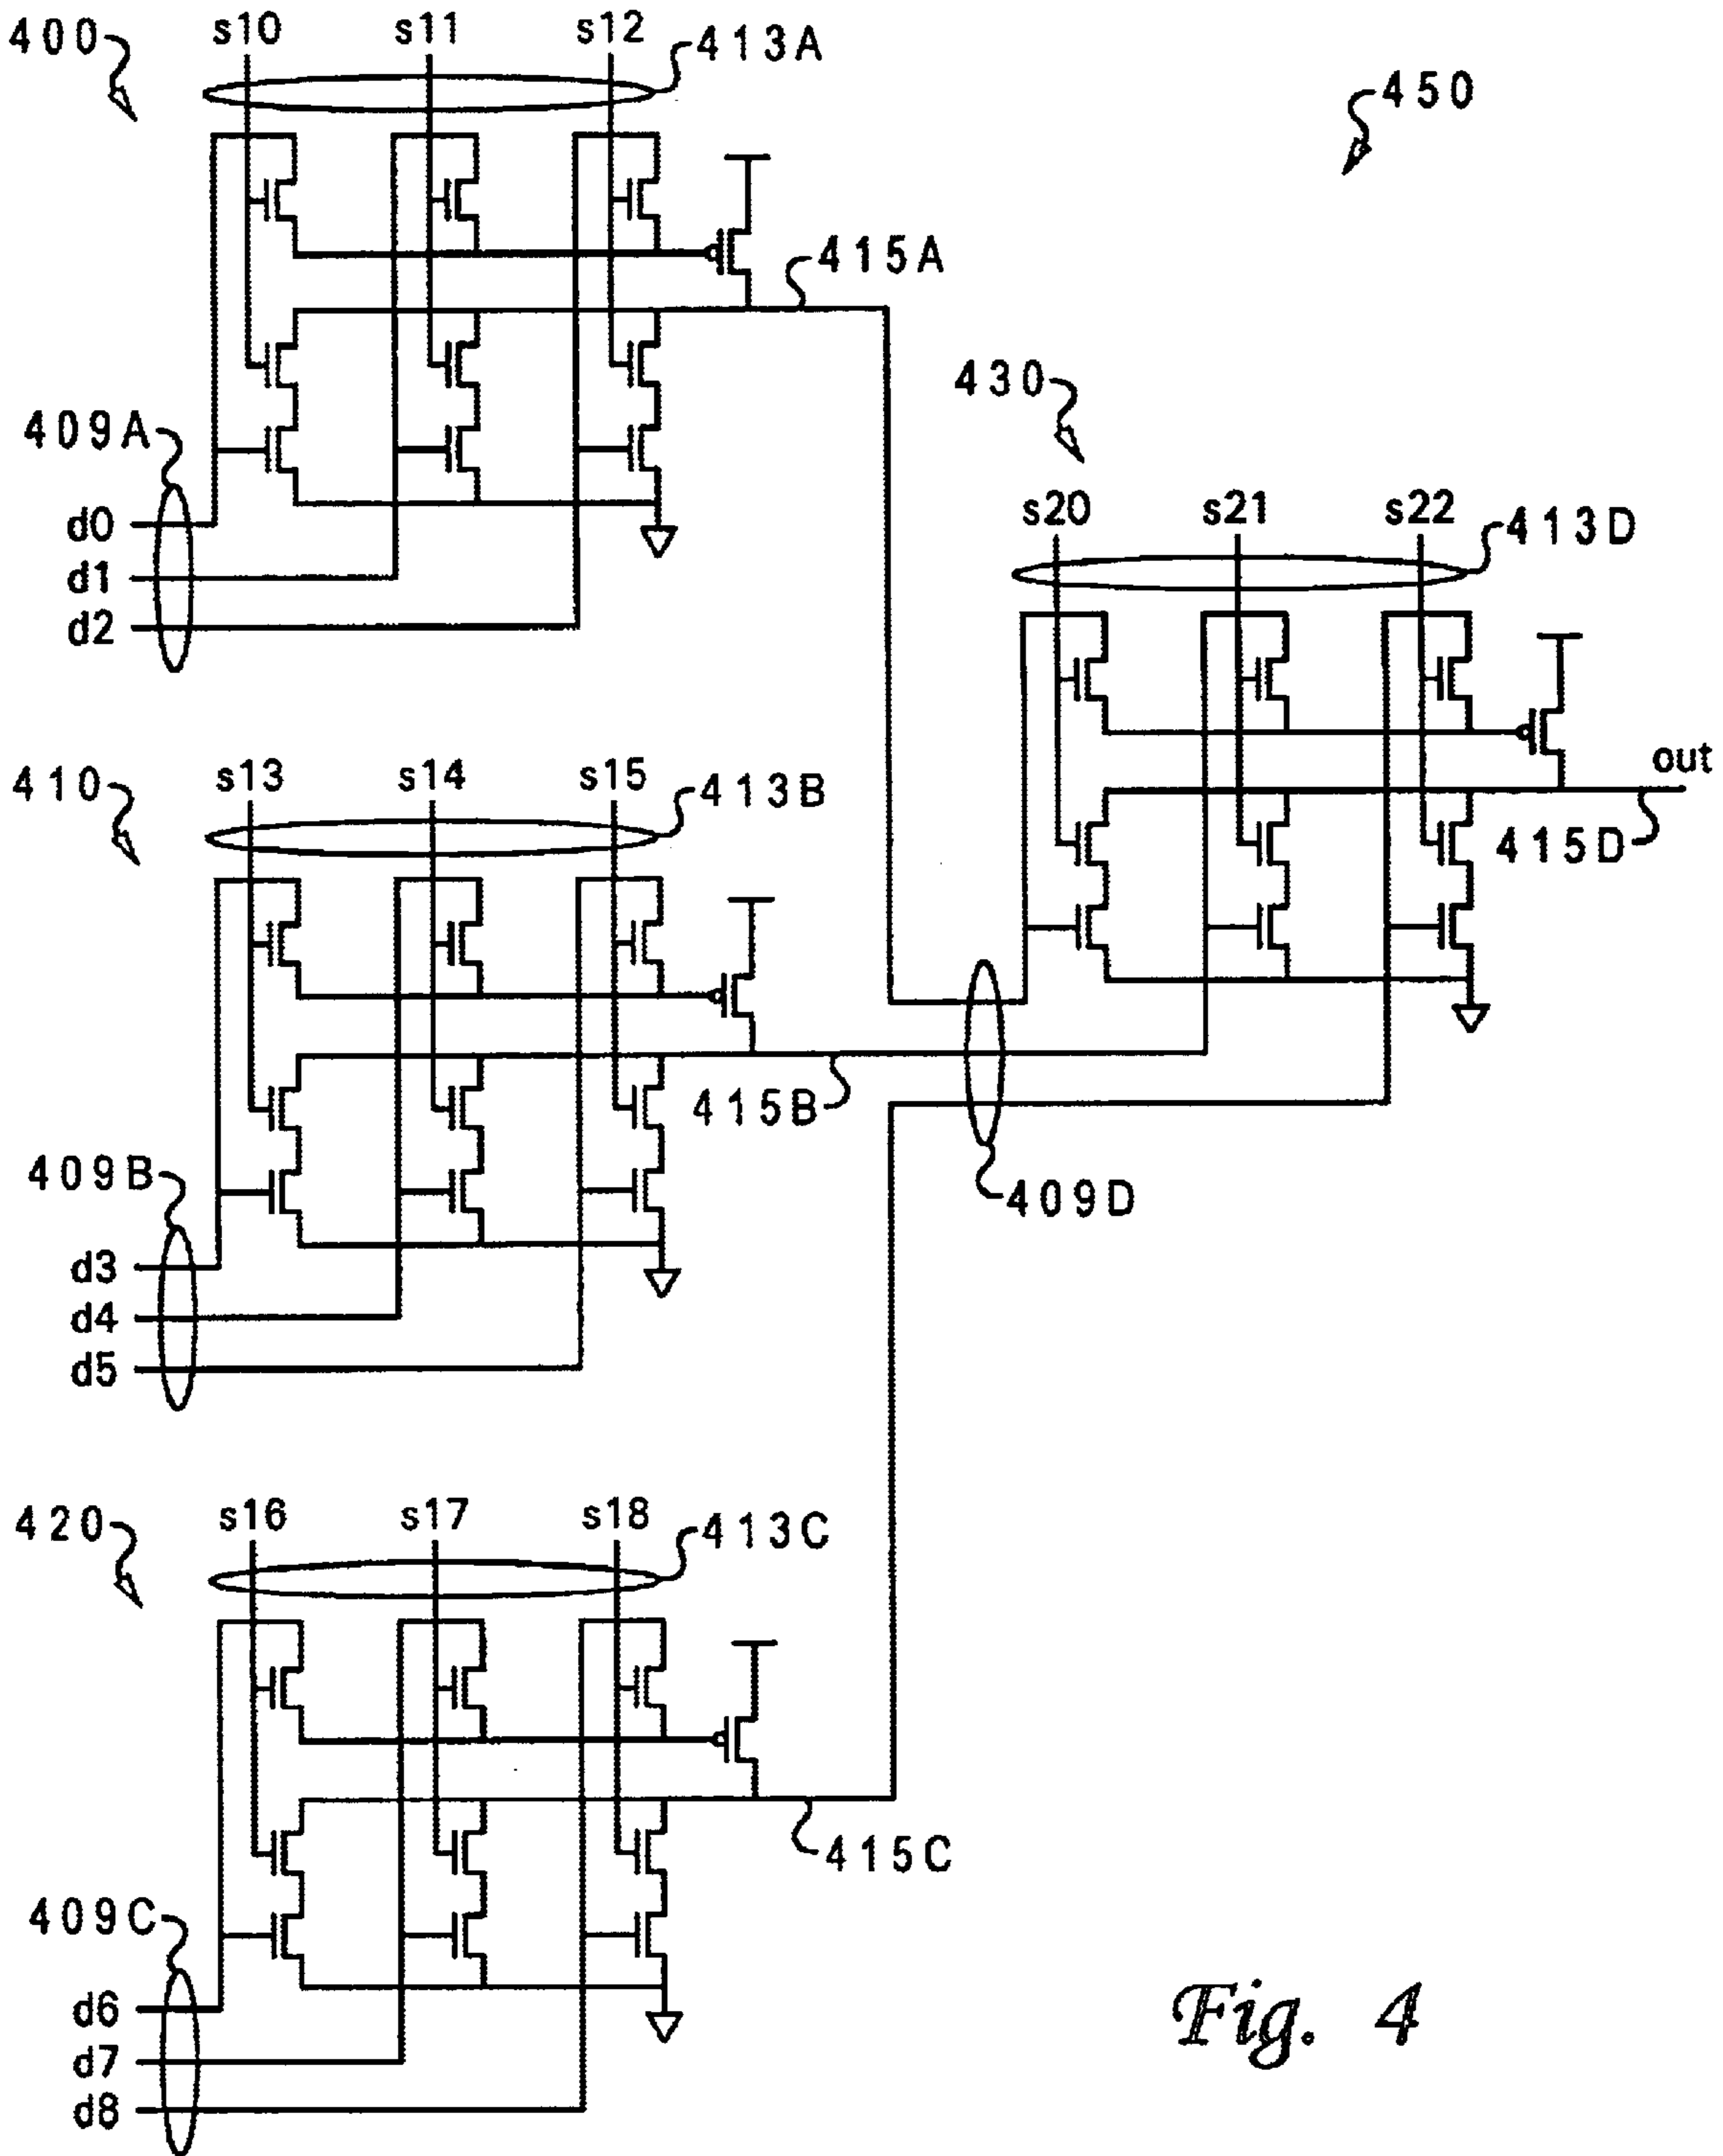 400
s10 s11 s12
413A
450
415A
409A
d0
d1
d2
430
s20 s21 s22
413D
out
415D
410
s13 s14 s15
413B
415B
409B
d3
d4
d5
409D
420
s16 s17 s18
413C
415C
409C
d6
d7
d8
Fig. 4